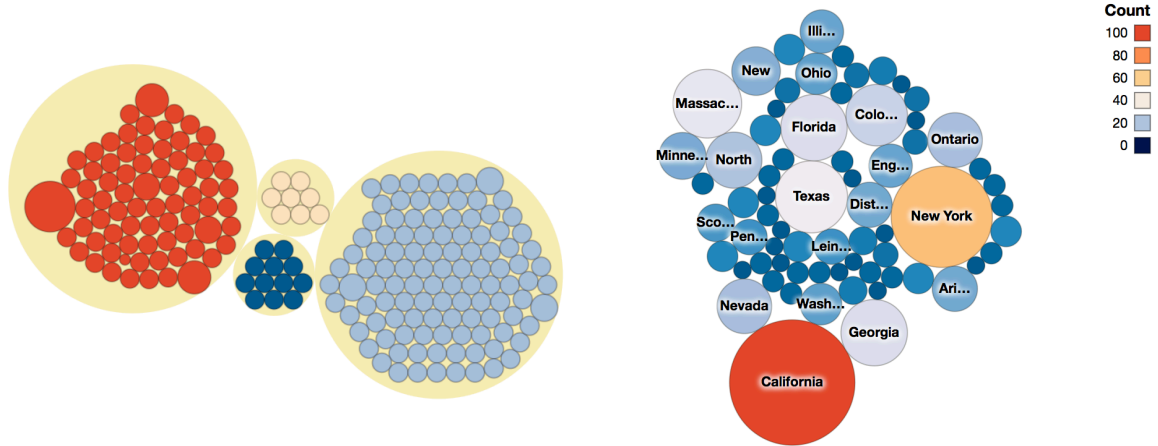 Count
100
80
60
40
20
0
Illi...
New
Ohio
Massac...
Colo...
Florida
Ontario
Minne...
North
Eng...
Texas
Dist...
New York
Sco...
Pen...
Lein...
Ari...
Nevada
Wash...
Georgia
California